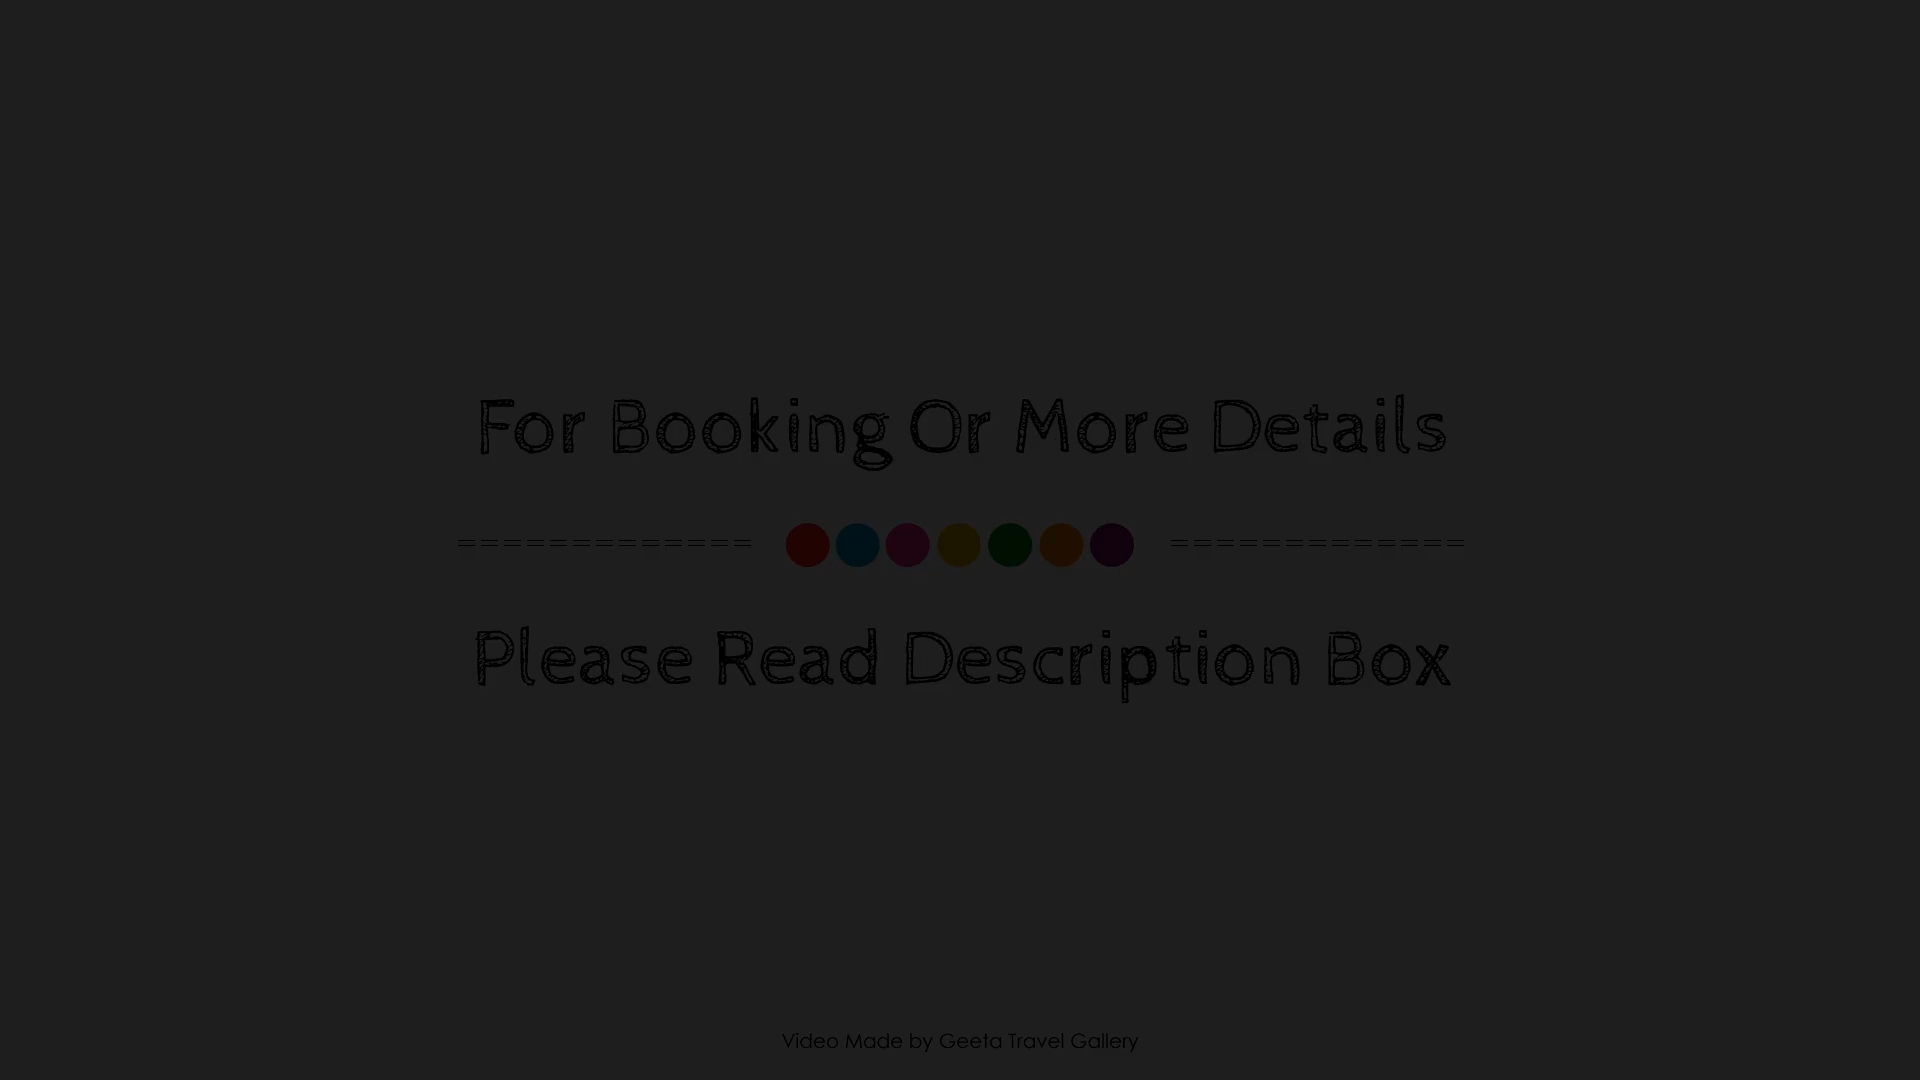 For Booking Or More Details
============= =============
Please Read Description Box
Video Made by Geeta Travel Gallery